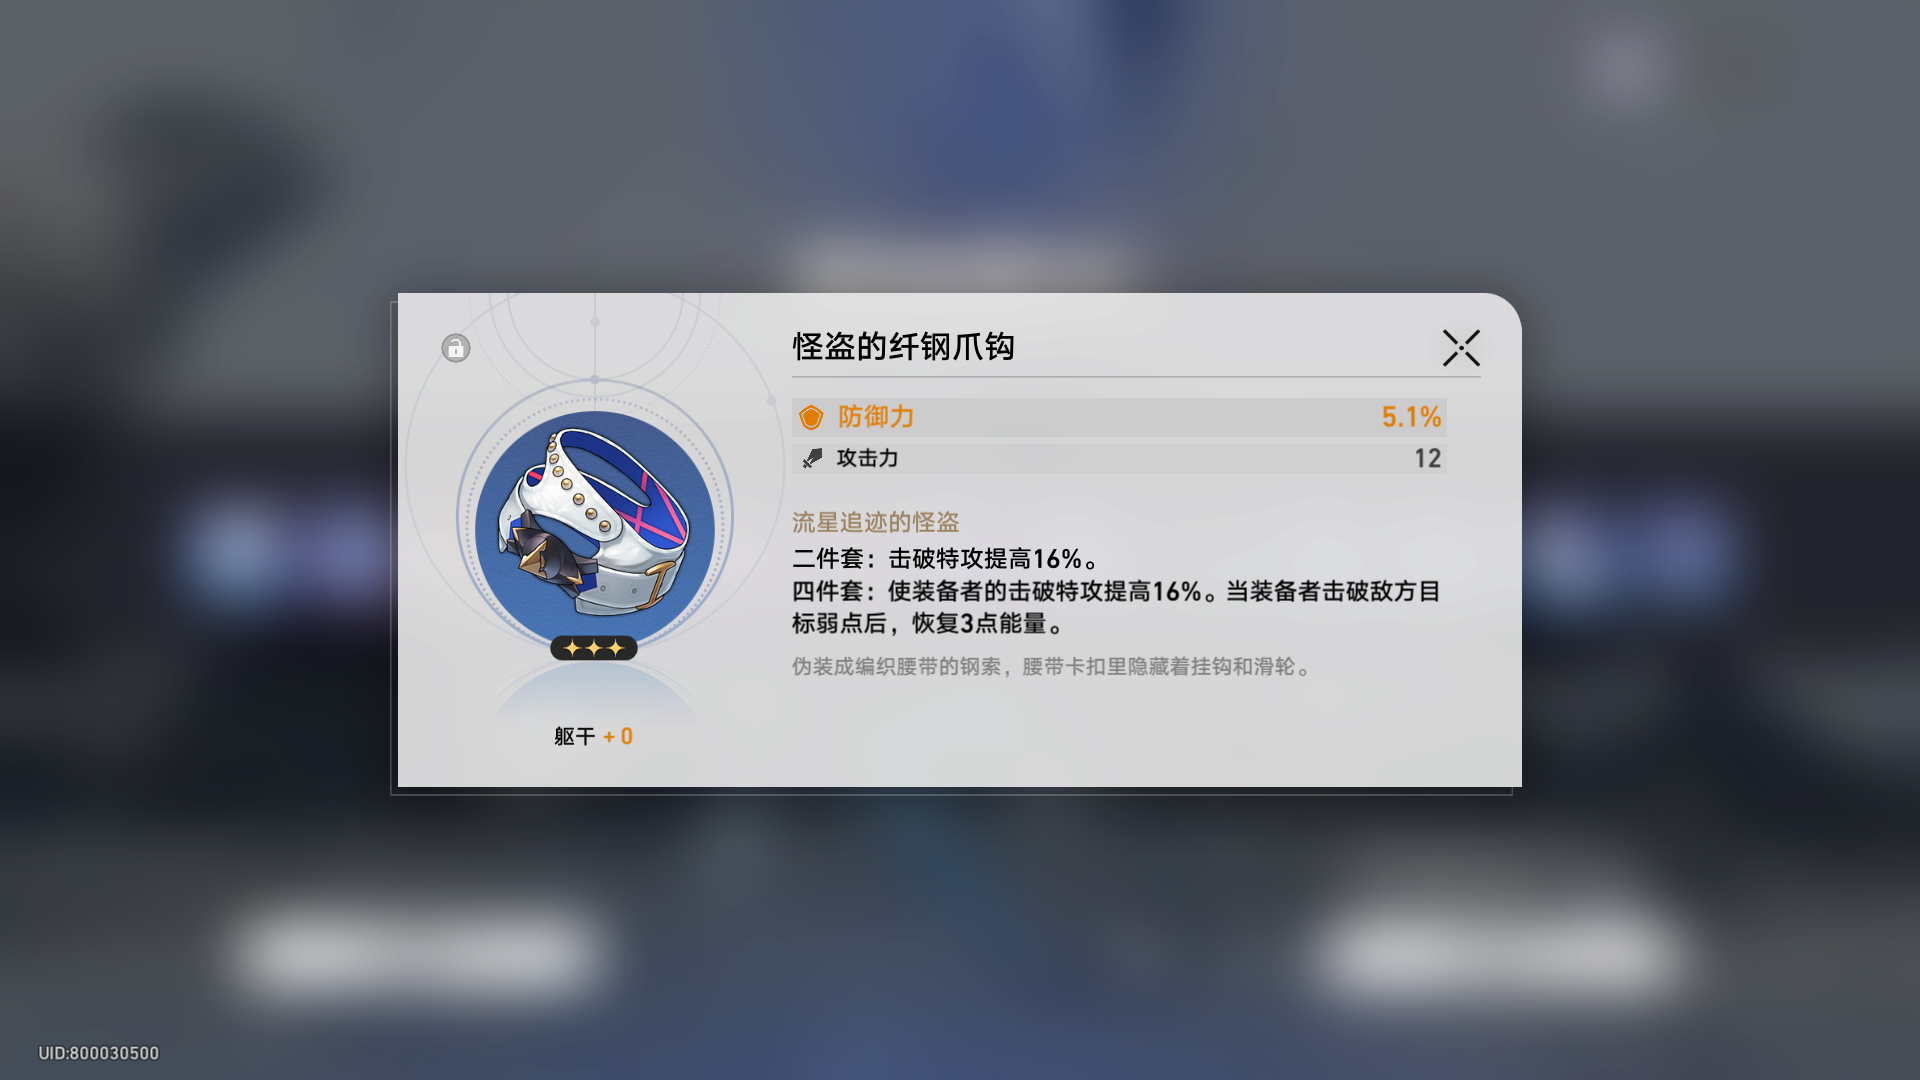 怪盗的纤钢爪钩
防御力 5.1%
攻击力 12
流星追迹的怪盗
二件套：击破特攻提高16%。
四件套：使装备者的击破特攻提高16%。当装备者击破敌方目
标弱点后，恢复3点能量。
伪装成编织腰带的钢索，腰带卡扣里隐藏着挂钩和滑轮。
躯干 + 0
UID:800030500